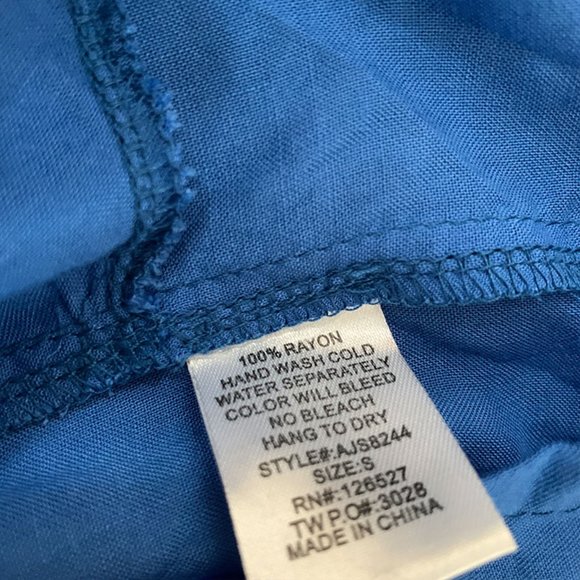 100% RAYON
HAND WASH COLD
WATER SEPARATELY
COLOR WILL BLEED
NO BLEACH
HANG TO DRY
STYLE#:AJS8244
SIZE:S
RN#:126527
TW P.O#:3028
MADE IN CHINA